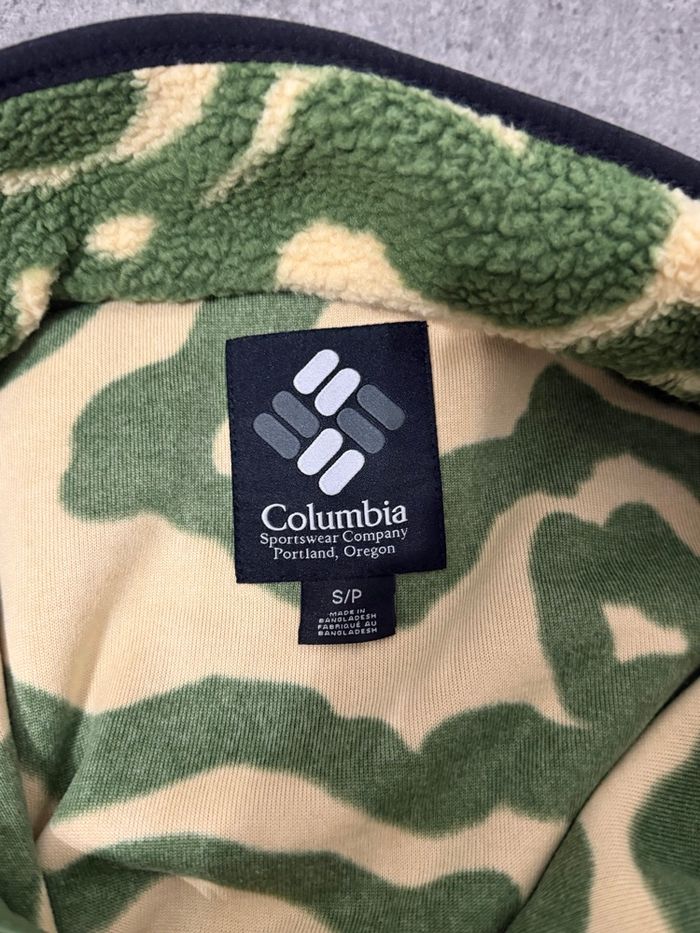 Columbia
Sportswear Company
Portland, Oregon
S/P
MADE IN
BANGLADESH
FABRIQUÉ AU
BANGLADESH